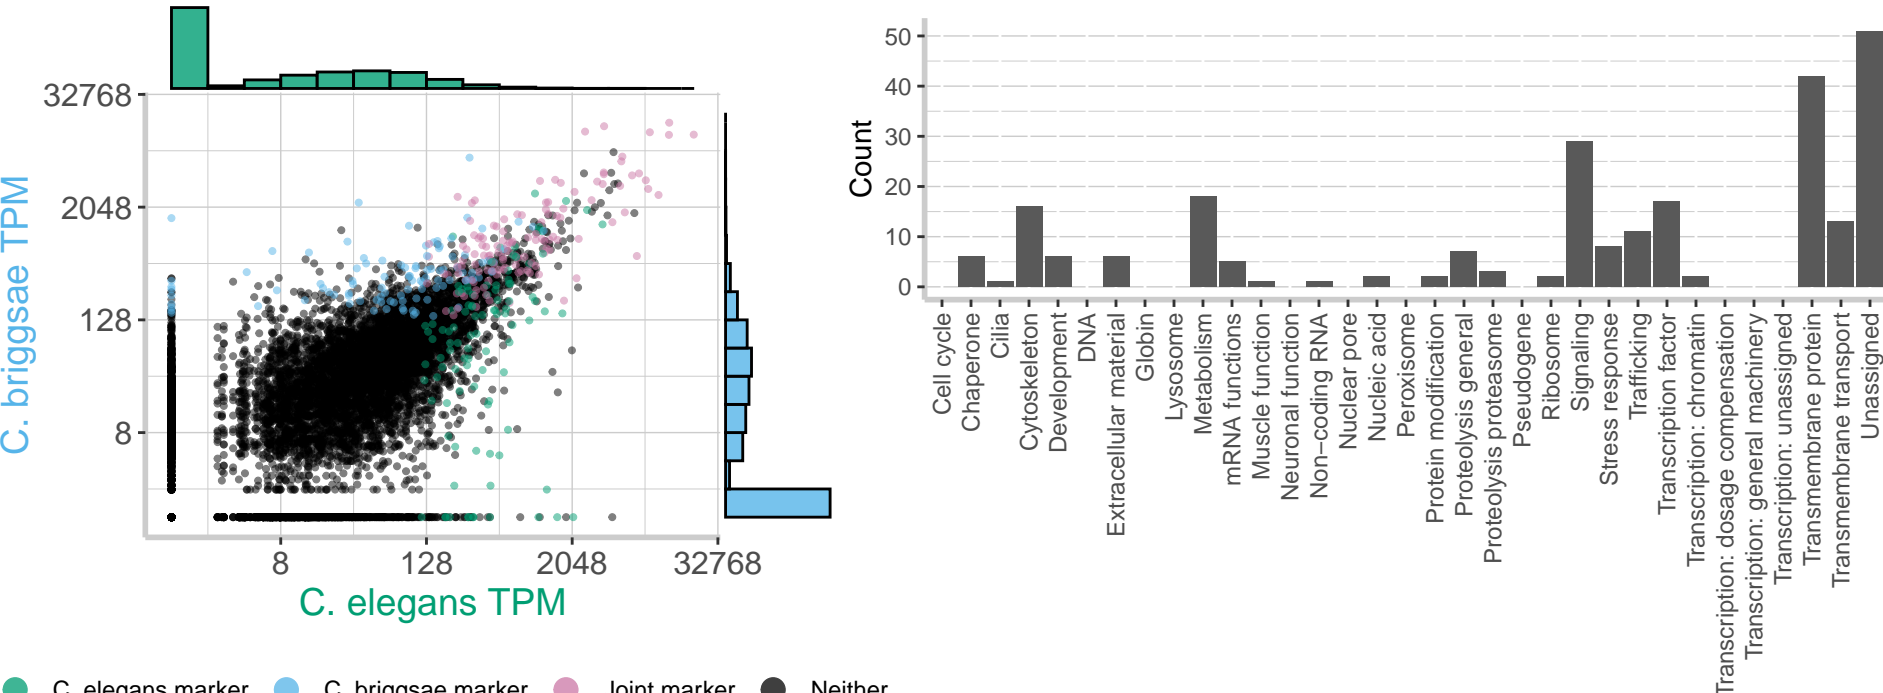 32768
2048
128
8
C. briggsae TPM
8
128
2048
32768
C. elegans TPM
C. elegans marker
C. briggsae marker
Joint marker
Neither
50
40
30
20
10
0
Count
Cell cycle
Chaperone
Cilia
Cytoskeleton
Development
DNA
Extracellular material
Globin
Lysosome
Metabolism
mRNA functions
Muscle function
Neuronal function
Non−coding RNA
Nuclear pore
Nucleic acid
Peroxisome
Protein modification
Proteolysis general
Proteolysis proteasome
Pseudogene
Ribosome
Signaling
Stress response
Trafficking
Transcription factor
Transcription: chromatin
Transcription: dosage compensation
Transcription: general machinery
Transcription: unassigned
Transmembrane protein
Transmembrane transport
Unassigned